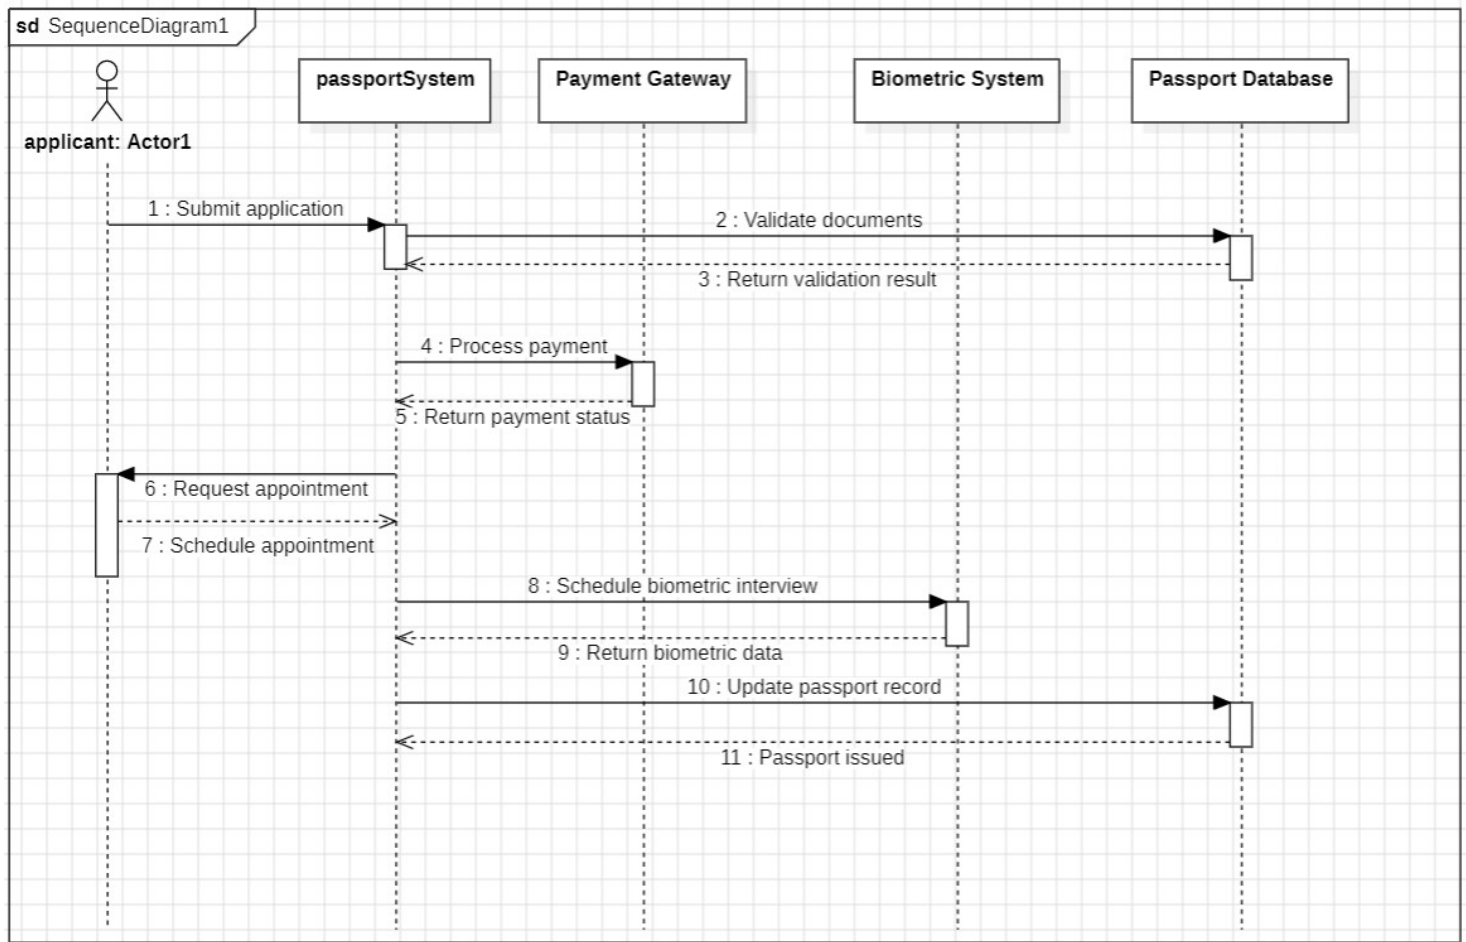 sd SequenceDiagram1
passportSystem
Payment Gateway
Biometric System
Passport Database
applicant: Actor1
1 : Submit application
2 : Validate documents
3 : Return validation result
4 : Process payment
5 : Return payment status
6 : Request appointment
7 : Schedule appointment
8 : Schedule biometric interview
9 : Return biometric data
10 : Update passport record
11 : Passport issued